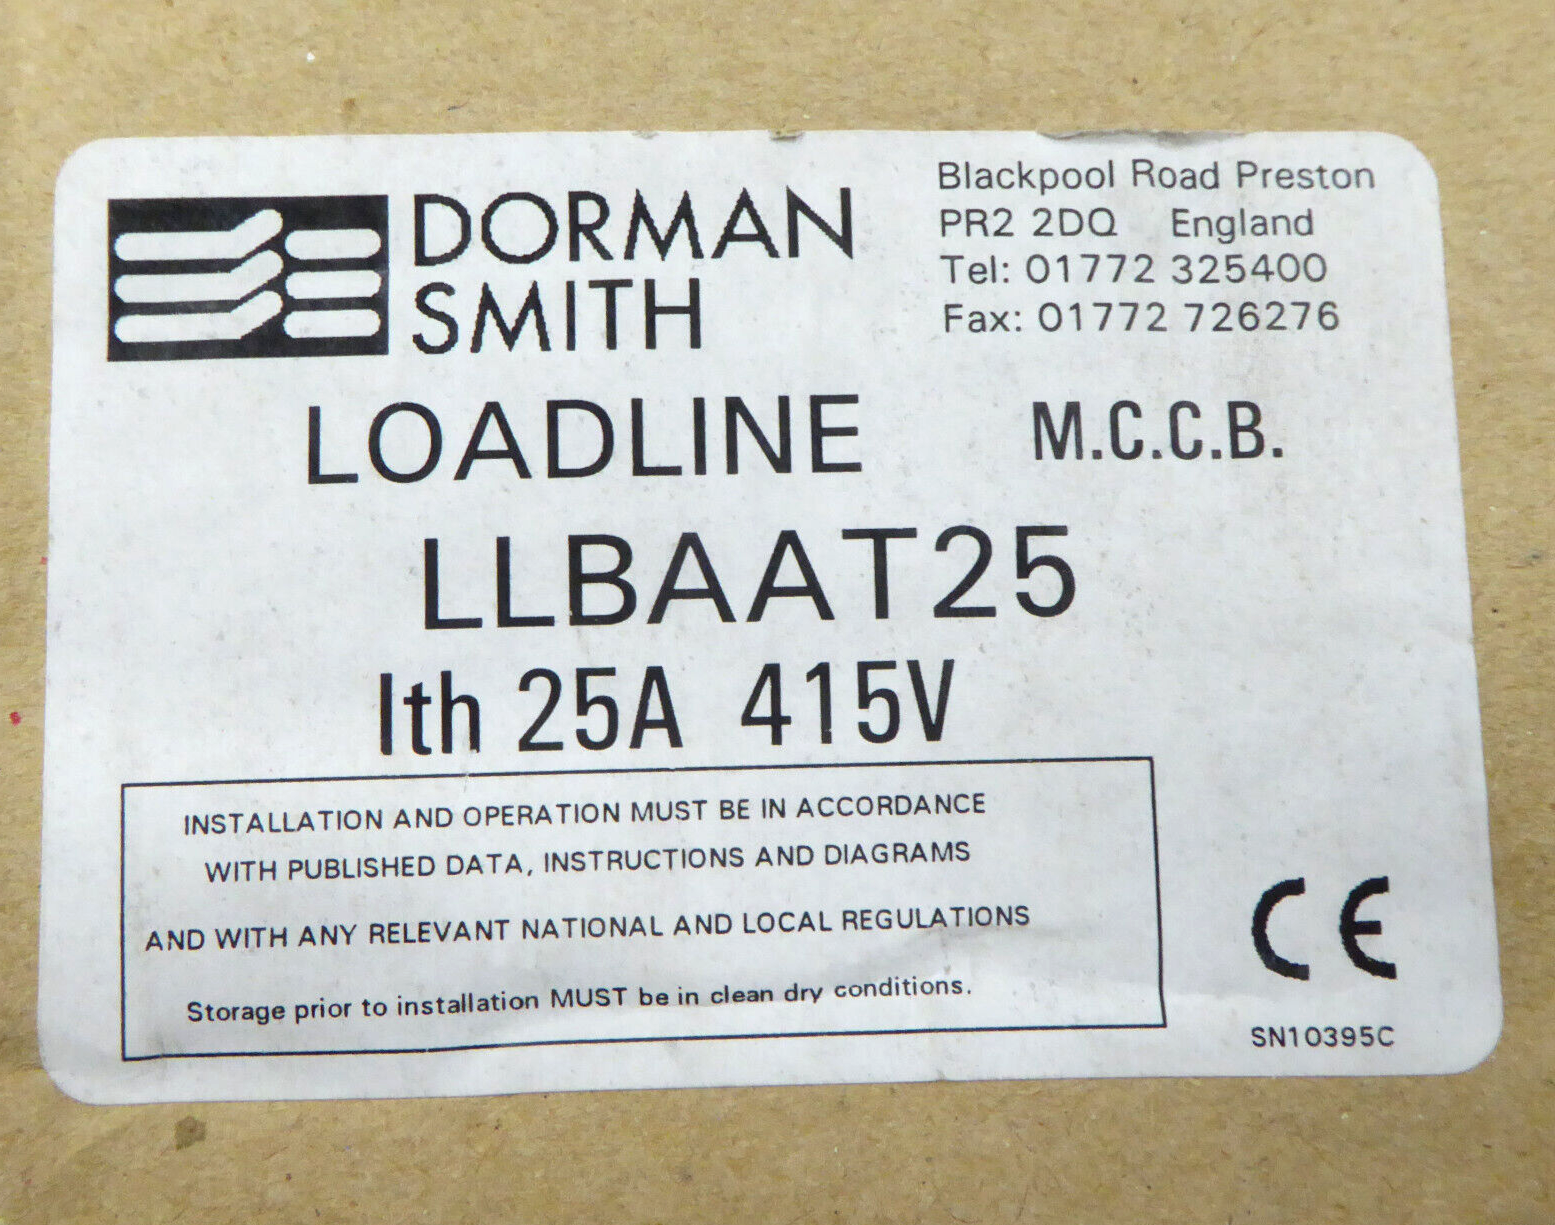 DORMAN
SMITH
Blackpool Road Preston
PR2 2DQ England
Tel: 01772 325400
Fax: 01772 726276
LOADLINE M.C.C.B.
LLBAAT25
Ith 25A 415V
INSTALLATION AND OPERATION MUST BE IN ACCORDANCE
WITH PUBLISHED DATA, INSTRUCTIONS AND DIAGRAMS
AND WITH ANY RELEVANT NATIONAL AND LOCAL REGULATIONS
Storage prior to installation MUST be in clean dry conditions.
CE
SN10395C